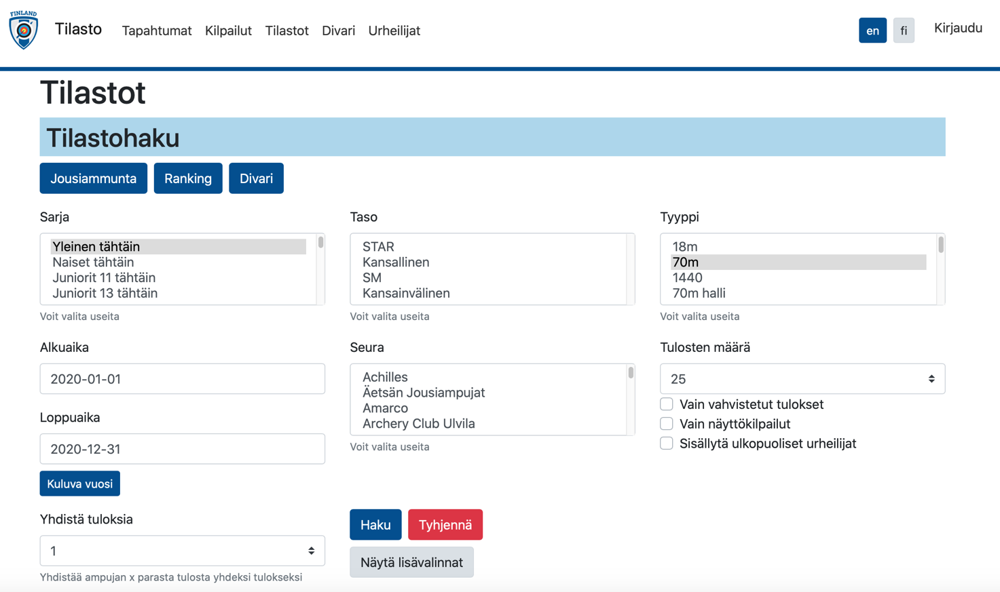 FINLAND
Tilasto
Tapahtumat Kilpailut Tilastot Divari Urheilijat
en fi Kirjaudu
Tilastot
Tilastohaku
Jousiammunta Ranking Divari
Sarja
Yleinen tähtäin
Naiset tähtäin
Juniorit 11 tähtäin
Juniorit 13 tähtäin
Voit valita useita
Taso
STAR
Kansallinen
SM
Kansainvälinen
Voit valita useita
Tyyppi
18m
70m
1440
70m halli
Voit valita useita
Alkuaika
2020-01-01
Loppuaika
2020-12-31
Kuluva vuosi
Seura
Achilles
Äetsän Jousiampujat
Amarco
Archery Club Ulvila
Voit valita useita
Tulosten määrä
25
Vain vahvistetut tulokset
Vain näyttökilpailut
Sisällytä ulkopuoliset urheilijat
Yhdistä tuloksia
1
Yhdistää ampujan x parasta tulosta yhdeksi tulokseksi
Haku Tyhjennä
Näytä lisävalinnat